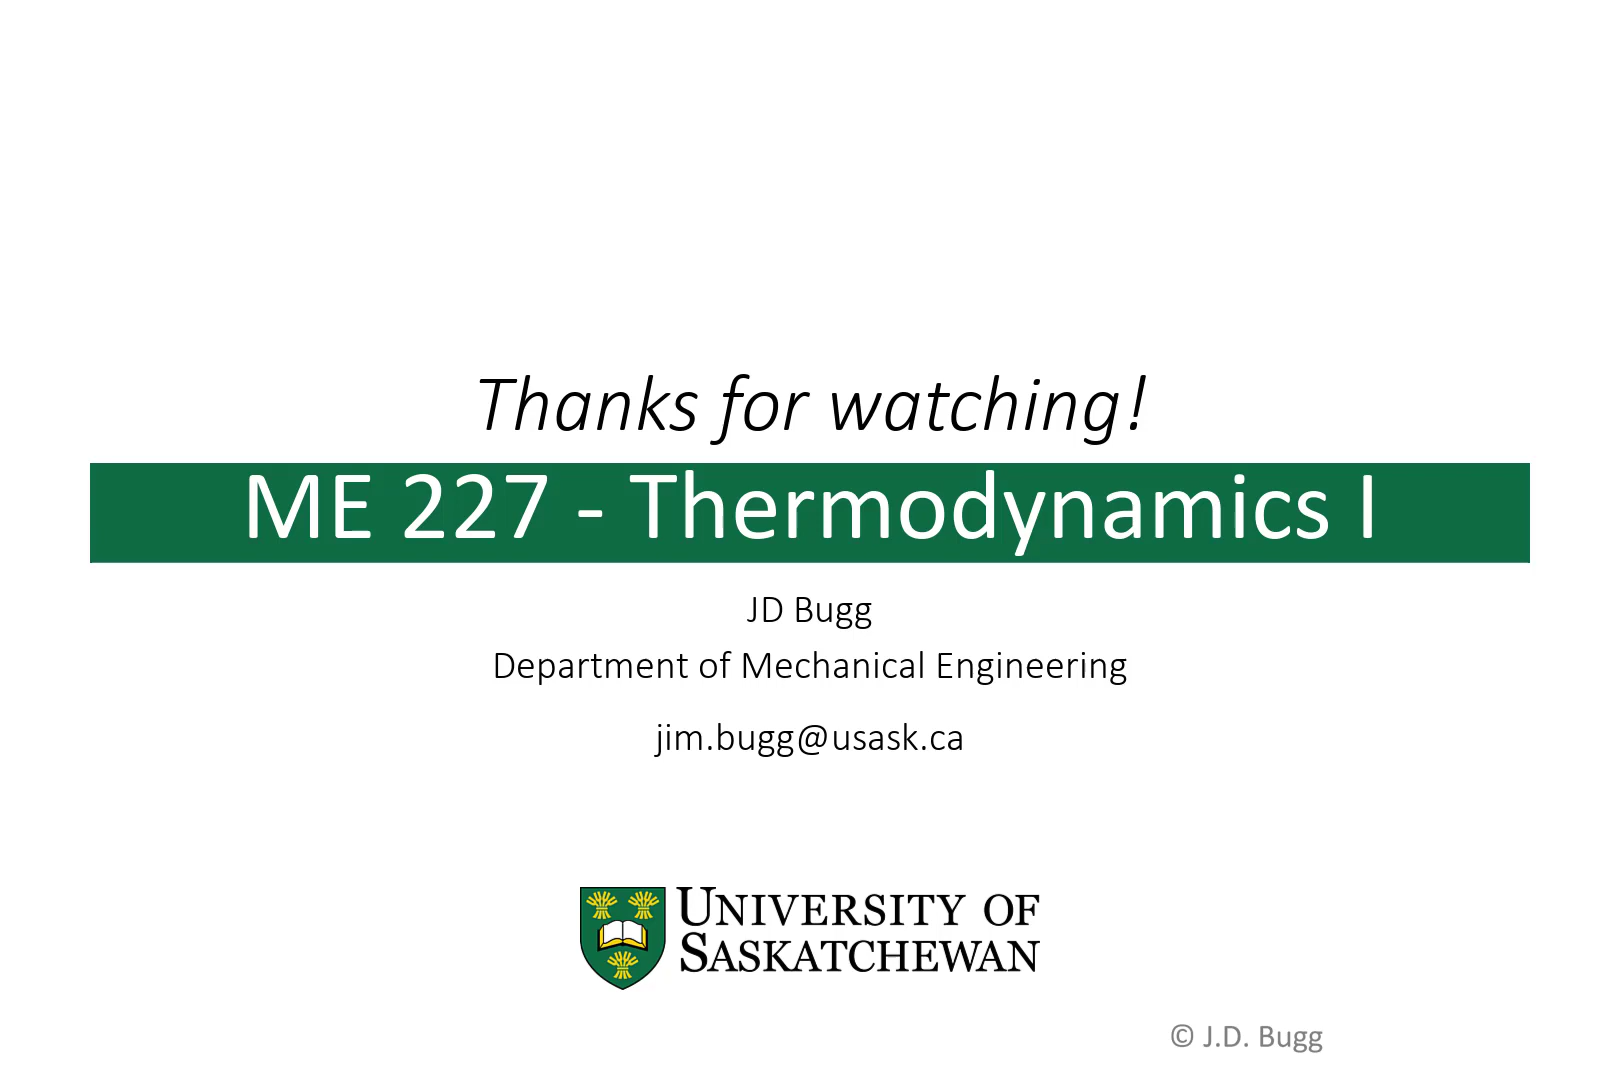 Thanks for watching!
ME 227 - Thermodynamics I
JD Bugg
Department of Mechanical Engineering
jim.bugg@usask.ca
UNIVERSITY OF
SASKATCHEWAN
© J.D. Bugg